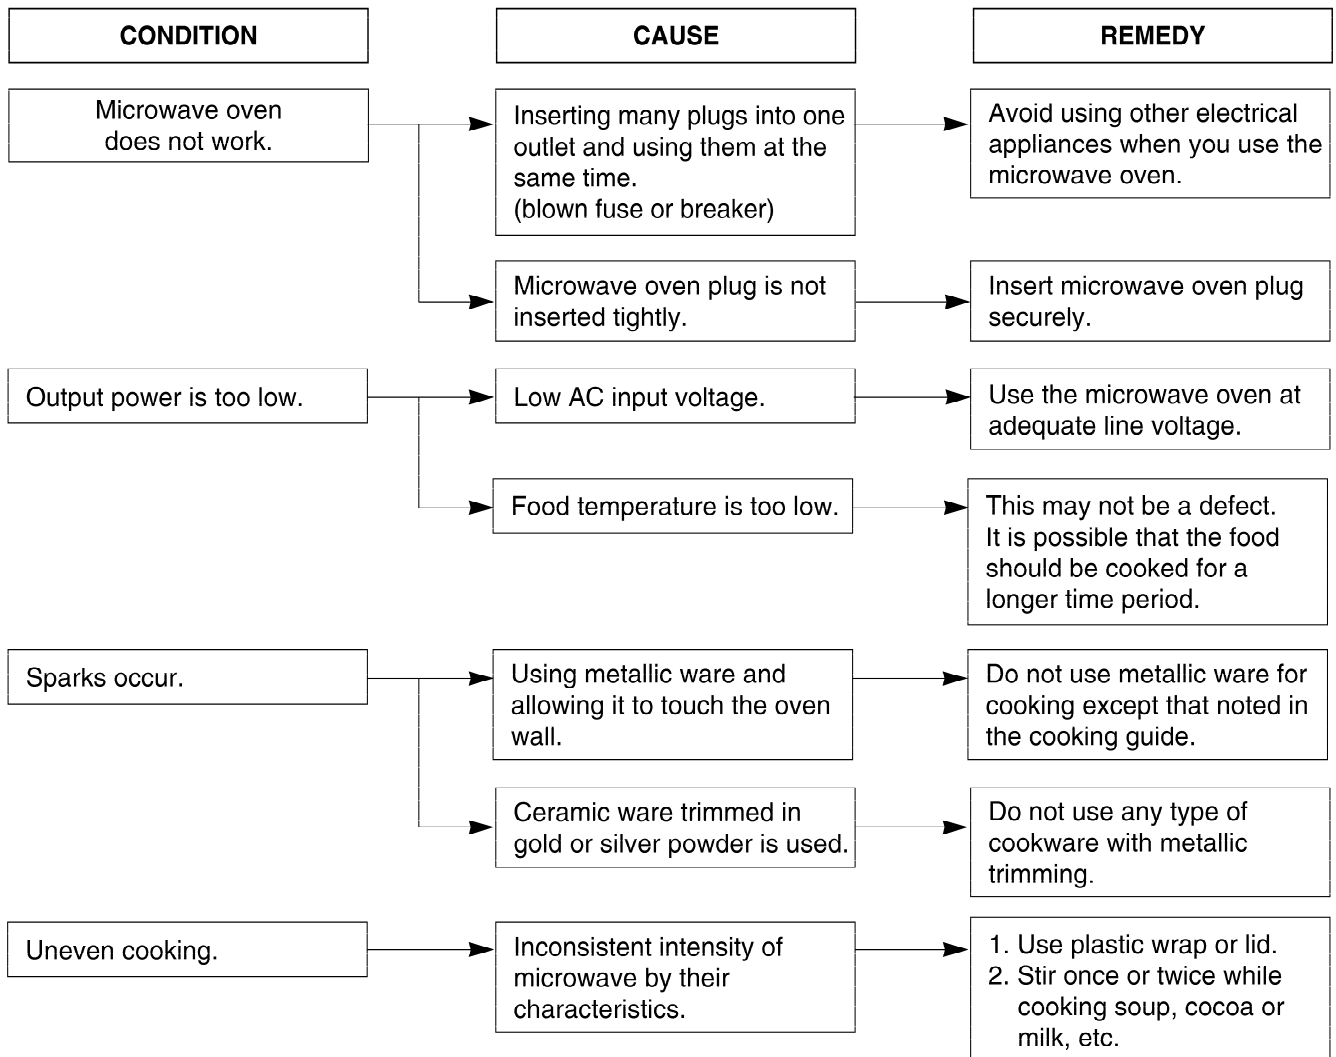 CONDITION
CAUSE
REMEDY
Microwave oven
does not work.
Inserting many plugs into one
outlet and using them at the
same time.
(blown fuse or breaker)
Avoid using other electrical
appliances when you use the
microwave oven.
Microwave oven plug is not
inserted tightly.
Insert microwave oven plug
securely.
Output power is too low.
Low AC input voltage.
Use the microwave oven at
adequate line voltage.
Food temperature is too low.
This may not be a defect.
It is possible that the food
should be cooked for a
longer time period.
Sparks occur.
Using metallic ware and
allowing it to touch the oven
wall.
Do not use metallic ware for
cooking except that noted in
the cooking guide.
Ceramic ware trimmed in
gold or silver powder is used.
Do not use any type of
cookware with metallic
trimming.
Uneven cooking.
Inconsistent intensity of
microwave by their
characteristics.
1. Use plastic wrap or lid.
2. Stir once or twice while
cooking soup, cocoa or
milk, etc.